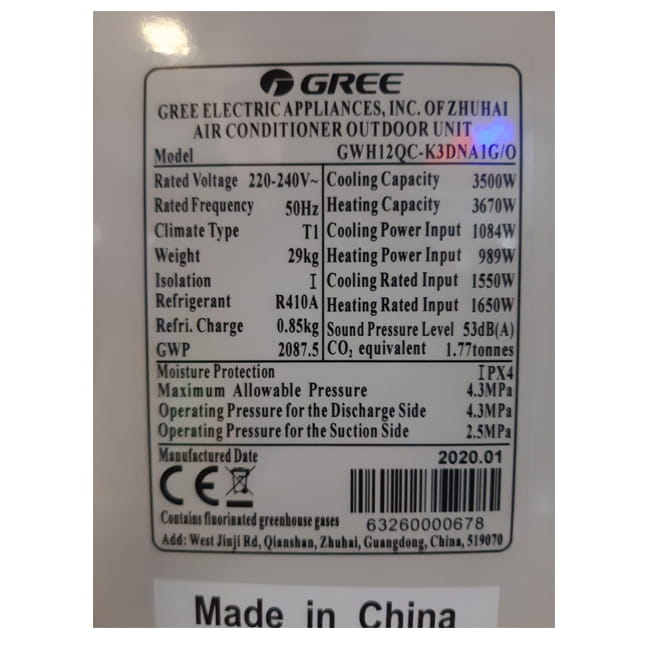 GREE
GREE ELECTRIC APPLIANCES, INC. OF ZHUHAI
AIR CONDITIONER OUTDOOR UNIT
Model GWH12QC-K3DNA1G/O
Rated Voltage 220-240V~ Cooling Capacity 3500W
Rated Frequency 50Hz Heating Capacity 3670W
Climate Type T1 Cooling Power Input 1084W
Weight 29kg Heating Power Input 989W
Isolation I Cooling Rated Input 1550W
Refrigerant R410A Heating Rated Input 1650W
Refri. Charge 0.85kg Sound Pressure Level 53dB(A)
GWP 2087.5 CO₂ equivalent 1.77tonnes
Moisture Protection IPX4
Maximum Allowable Pressure 4.3MPa
Operating Pressure for the Discharge Side 4.3MPa
Operating Pressure for the Suction Side 2.5MPa
Manufactured Date 2020.01
CE
Contains fluorinated greenhouse gases 63260000678
Add: West Jinji Rd, Qianshan, Zhuhai, Guangdong, China, 519070
Made in China